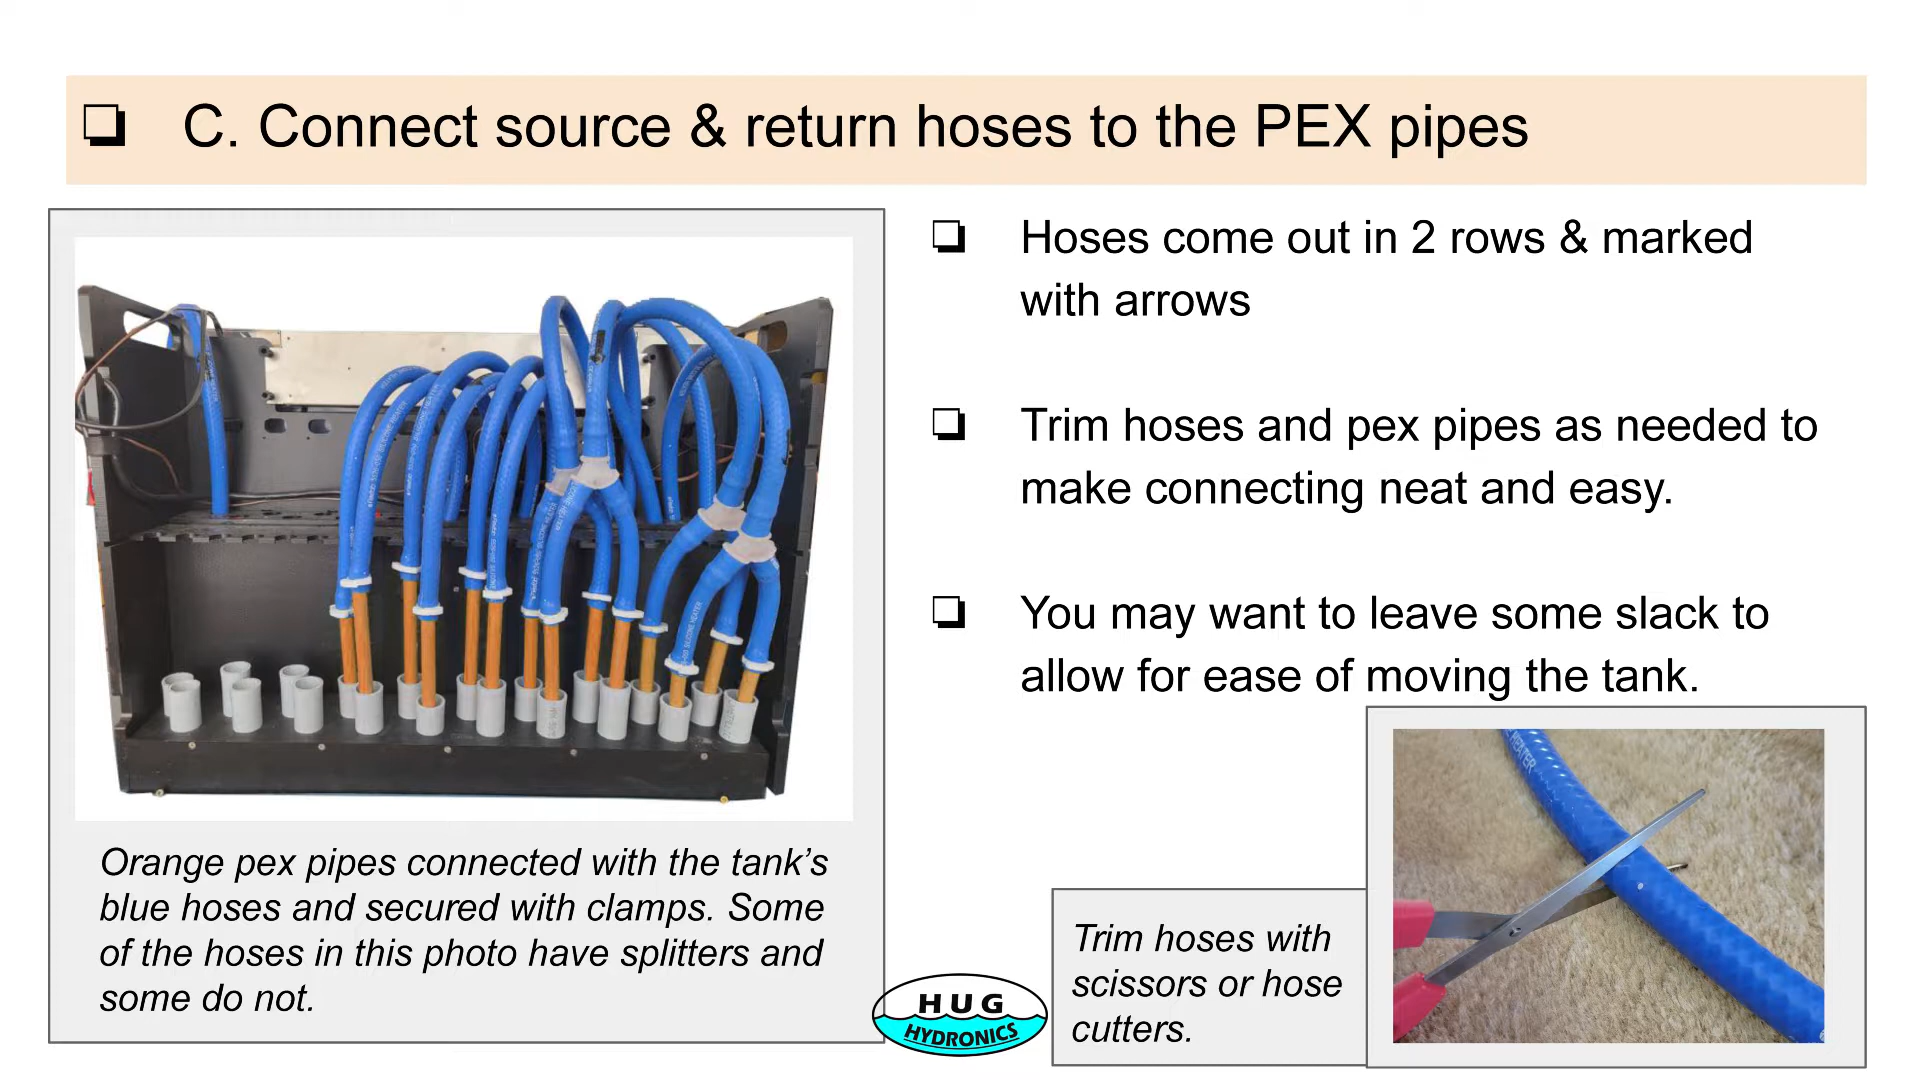 ❏ C. Connect source & return hoses to the PEX pipes
❏ Hoses come out in 2 rows & marked
with arrows
❏ Trim hoses and pex pipes as needed to
make connecting neat and easy.
❏ You may want to leave some slack to
allow for ease of moving the tank.
Orange pex pipes connected with the tank’s
blue hoses and secured with clamps. Some
of the hoses in this photo have splitters and
some do not.
HUG
HYDRONICS
Trim hoses with
scissors or hose
cutters.
HEATER